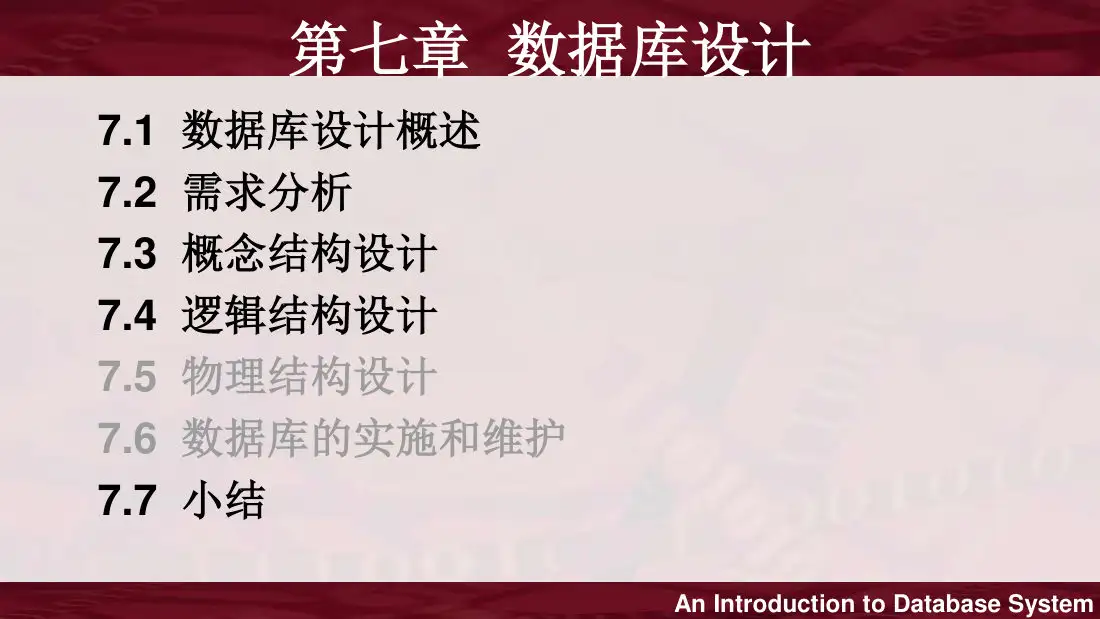 第七章 数据库设计
7.1 数据库设计概述
7.2 需求分析
7.3 概念结构设计
7.4 逻辑结构设计
7.5 物理结构设计
7.6 数据库的实施和维护
7.7 小结
An Introduction to Database System